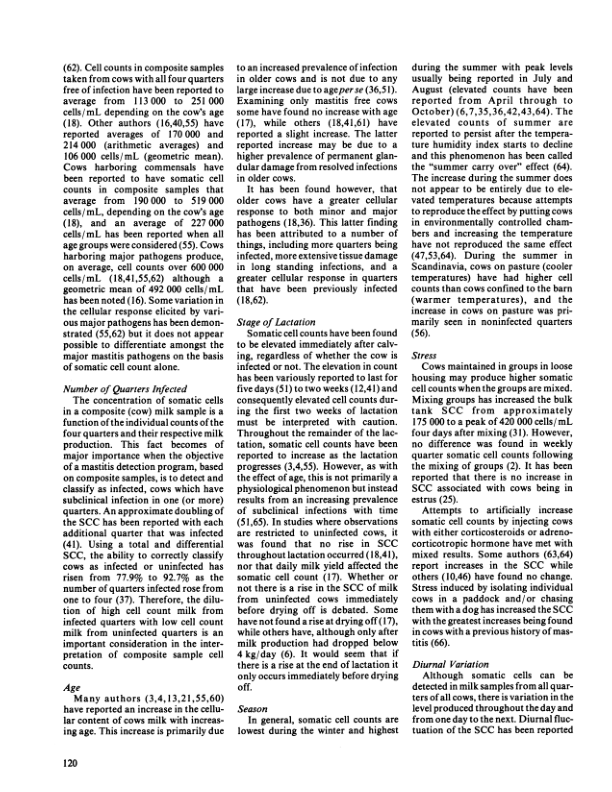 (62). Cell counts in composite samples
taken from cows with all four quarters
free of infection have been reported to
average from 113 000 to 251 000
cells/mL depending on the cow's age
(18). Other authors (16,40,55) have
reported averages of 170 000 and
214 000 (arithmetic averages) and
106 000 cells/mL (geometric mean).
Cows harboring commensals have
been reported to have somatic cell
counts in composite samples that
average from 190 000 to 519 000
cells/mL, depending on the cow's age
(18), and an average of 227 000
cells/mL has been reported when all
age groups were considered (55). Cows
harboring major pathogens produce,
on average, cell counts over 600 000
cells/mL (18,41,55,62) although a
geometric mean of 492 000 cells/mL
has been noted (16). Some variation in
the cellular response elicited by vari-
ous major pathogens has been demon-
strated (55,62) but it does not appear
possible to differentiate amongst the
major mastitis pathogens on the basis
of somatic cell count alone.
Number of Quarters Infected
The concentration of somatic cells
in a composite (cow) milk sample is a
function of the individual counts of the
four quarters and their respective milk
production. This fact becomes of
major importance when the objective
of a mastitis detection program, based
on composite samples, is to detect and
classify as infected, cows which have
subclinical infection in one (or more)
quarters. An approximate doubling of
the SCC has been reported with each
additional quarter that was infected
(41). Using a total and differential
SCC, the ability to correctly classify
cows as infected or uninfected has
risen from 77.9% to 92.7% as the
number of quarters infected rose from
one to four (37). Therefore, the dilu-
tion of high cell count milk from
infected quarters with low cell count
milk from uninfected quarters is an
important consideration in the inter-
pretation of composite sample cell
counts.
Age
Many authors (3,4,13,21,55,60)
have reported an increase in the cellu-
lar content of cows milk with increas-
ing age. This increase is primarily due
to an increased prevalence of infection
in older cows and is not due to any
large increase due to age per se (36,51).
Examining only mastitis free cows
some have found no increase with age
(17), while others (18,41,61) have
reported a slight increase. The latter
reported increase may be due to a
higher prevalence of permanent glan-
dular damage from resolved infections
in older cows.
It has been found however, that
older cows have a greater cellular
response to both minor and major
pathogens (18,36). This latter finding
has been attributed to a number of
things, including more quarters being
infected, more extensive tissue damage
in long standing infections, and a
greater cellular response in quarters
that have been previously infected
(18,62).
Stage of Lactation
Somatic cell counts have been found
to be elevated immediately after calv-
ing, regardless of whether the cow is
infected or not. The elevation in count
has been variously reported to last for
five days (51) to two weeks (12,41) and
consequently elevated cell counts dur-
ing the first two weeks of lactation
must be interpreted with caution.
Throughout the remainder of the lac-
tation, somatic cell counts have been
reported to increase as the lactation
progresses (3,4,55). However, as with
the effect of age, this is not primarily a
physiological phenomenon but instead
results from an increasing prevalence
of subclinical infections with time
(51,65). In studies where observations
are restricted to uninfected cows, it
was found that no rise in SCC
throughout lactation occurred (18,41),
nor that daily milk yield affected the
somatic cell count (17). Whether or
not there is a rise in the SCC of milk
from uninfected cows immediately
before drying off is debated. Some
have not found a rise at drying off (17),
while others have, although only after
milk production had dropped below
4 kg/day (6). It would seem that if
there is a rise at the end of lactation it
only occurs immediately before drying
off.
Season
In general, somatic cell counts are
lowest during the winter and highest
during the summer with peak levels
usually being reported in July and
August (elevated counts have been
reported from April through to
October) (6,7,35,36,42,43,64). The
elevated counts of summer are
reported to persist after the tempera-
ture humidity index starts to decline
and this phenomenon has been called
the "summer carry over" effect (64).
The increase during the summer does
not appear to be entirely due to ele-
vated temperatures because attempts
to reproduce the effect by putting cows
in environmentally controlled cham-
bers and increasing the temperature
have not reproduced the same effect
(47,53,64). During the summer in
Scandinavia, cows on pasture (cooler
temperatures) have had higher cell
counts than cows confined to the barn
(warmer temperatures), and the
increase in cows on pasture was pri-
marily seen in noninfected quarters
(56).
Stress
Cows maintained in groups in loose
housing may produce higher somatic
cell counts when the groups are mixed.
Mixing groups has increased the bulk
tank SCC from approximately
175 000 to a peak of 420 000 cells/mL
four days after mixing (31). However,
no difference was found in weekly
quarter somatic cell counts following
the mixing of groups (2). It has been
reported that there is no increase in
SCC associated with cows being in
estrus (25).
Attempts to artificially increase
somatic cell counts by injecting cows
with either corticosteroids or adreno-
corticotropic hormone have met with
mixed results. Some authors (63,64)
report increases in the SCC while
others (10,46) have found no change.
Stress induced by isolating individual
cows in a paddock and/or chasing
them with a dog has increased the SCC
with the greatest increases being found
in cows with a previous history of mas-
titis (66).
Diurnal Variation
Although somatic cells can be
detected in milk samples from all quar-
ters of all cows, there is variation in the
level produced throughout the day and
from one day to the next. Diurnal fluc-
tuation of the SCC has been reported
120